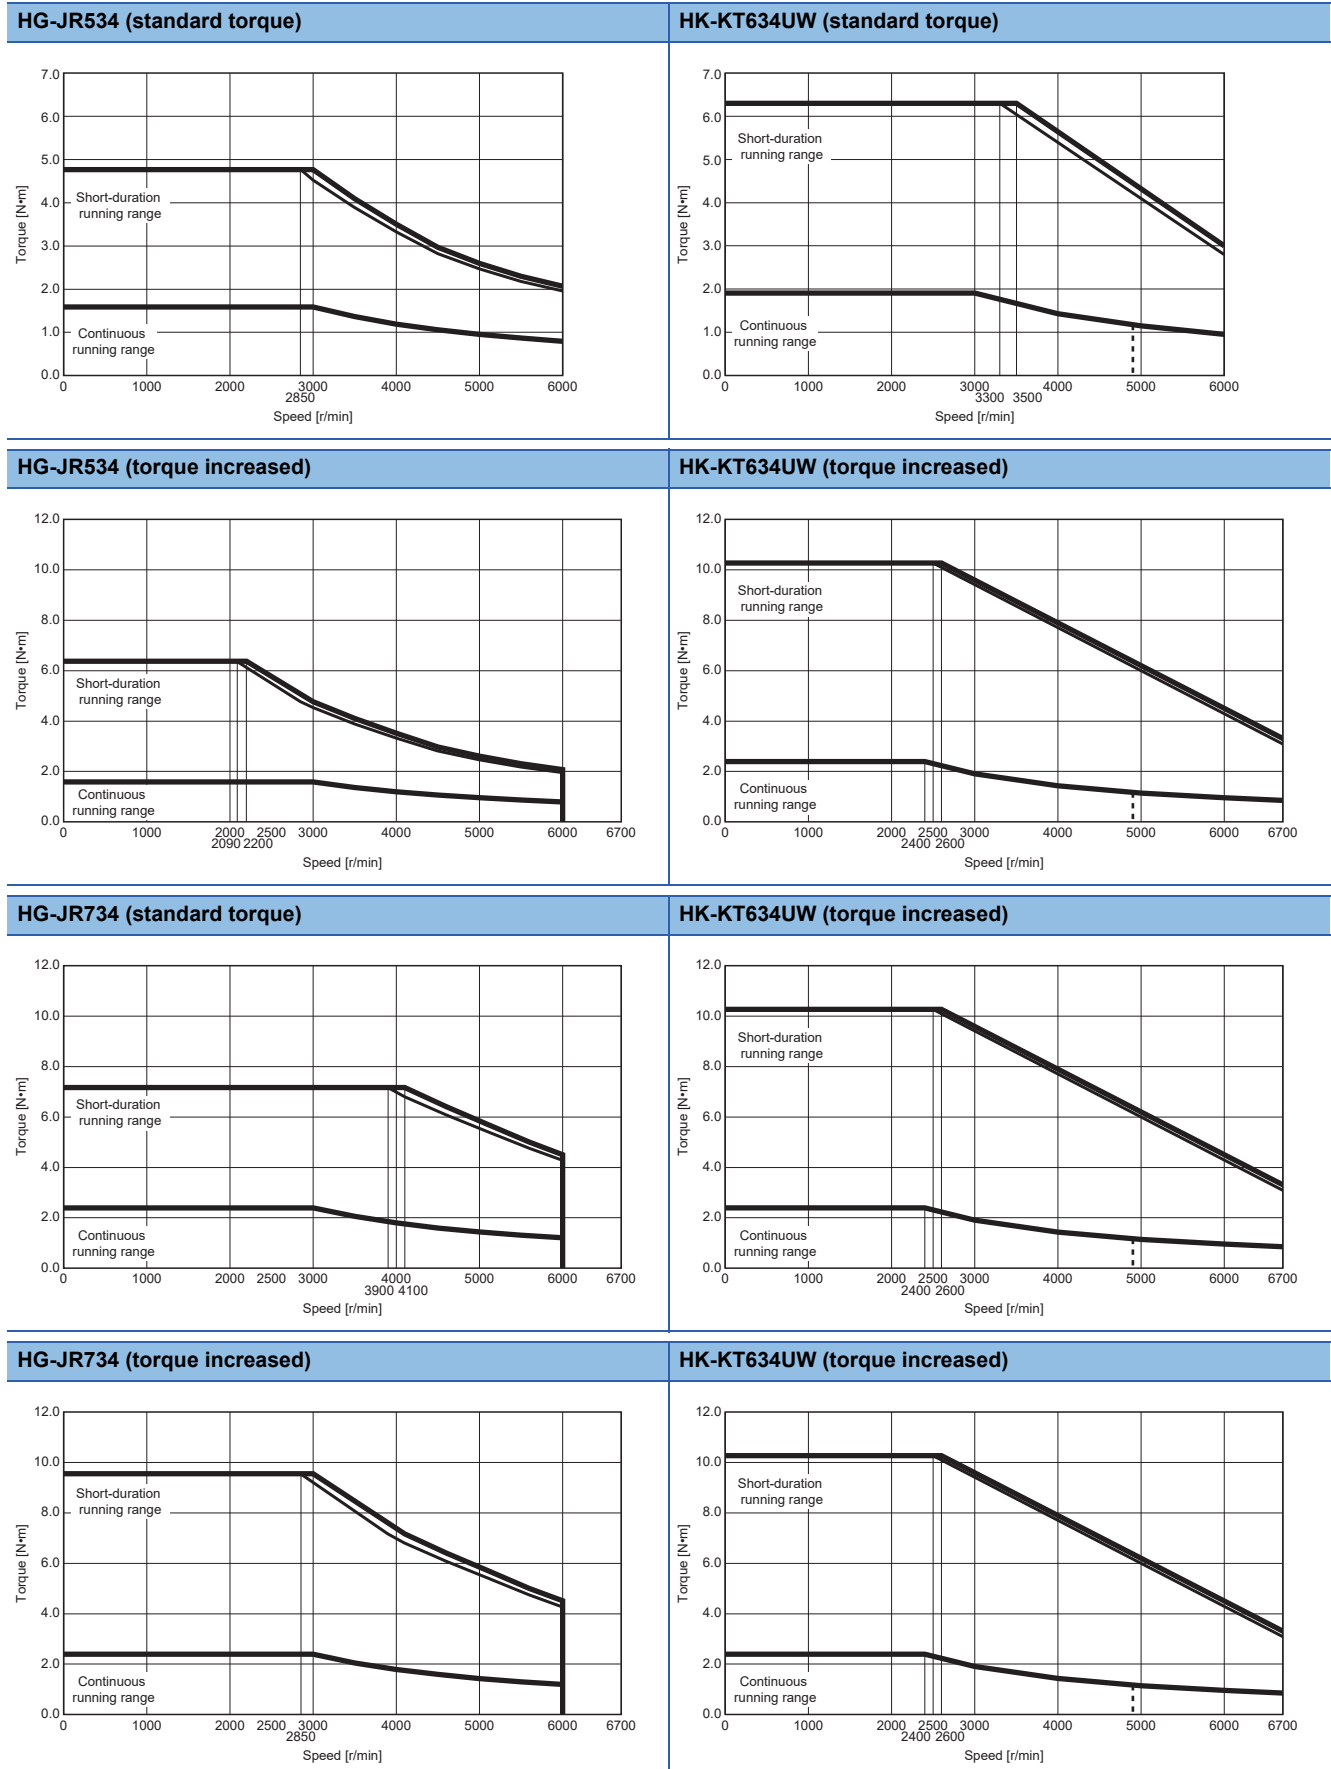 HG-JR534 (standard torque)
HK-KT634UW (standard torque)
7.0
6.0
5.0
4.0
3.0
2.0
1.0
0.0
Torque [N•m]
Short-duration
running range
Continuous
running range
0 1000 2000 3000 4000 5000 6000
2850
Speed [r/min]
7.0
6.0
5.0
4.0
3.0
2.0
1.0
0.0
Torque [N•m]
Short-duration
running range
Continuous
running range
0 1000 2000 3000 4000 5000 6000
3300 3500
Speed [r/min]
HG-JR534 (torque increased)
HK-KT634UW (torque increased)
12.0
10.0
8.0
6.0
4.0
2.0
0.0
Torque [N•m]
Short-duration
running range
Continuous
running range
0 1000 2000 2500 3000 4000 5000 6000 6700
2090 2200
Speed [r/min]
12.0
10.0
8.0
6.0
4.0
2.0
0.0
Torque [N•m]
Short-duration
running range
Continuous
running range
0 1000 2000 2500 3000 4000 5000 6000 6700
2400 2600
Speed [r/min]
HG-JR734 (standard torque)
HK-KT634UW (torque increased)
12.0
10.0
8.0
6.0
4.0
2.0
0.0
Torque [N•m]
Short-duration
running range
Continuous
running range
0 1000 2000 2500 3000 4000 5000 6000 6700
3900 4100
Speed [r/min]
12.0
10.0
8.0
6.0
4.0
2.0
0.0
Torque [N•m]
Short-duration
running range
Continuous
running range
0 1000 2000 2500 3000 4000 5000 6000 6700
2400 2600
Speed [r/min]
HG-JR734 (torque increased)
HK-KT634UW (torque increased)
12.0
10.0
8.0
6.0
4.0
2.0
0.0
Torque [N•m]
Short-duration
running range
Continuous
running range
0 1000 2000 2500 3000 4000 5000 6000 6700
2850
Speed [r/min]
12.0
10.0
8.0
6.0
4.0
2.0
0.0
Torque [N•m]
Short-duration
running range
Continuous
running range
0 1000 2000 2500 3000 4000 5000 6000 6700
2400 2600
Speed [r/min]